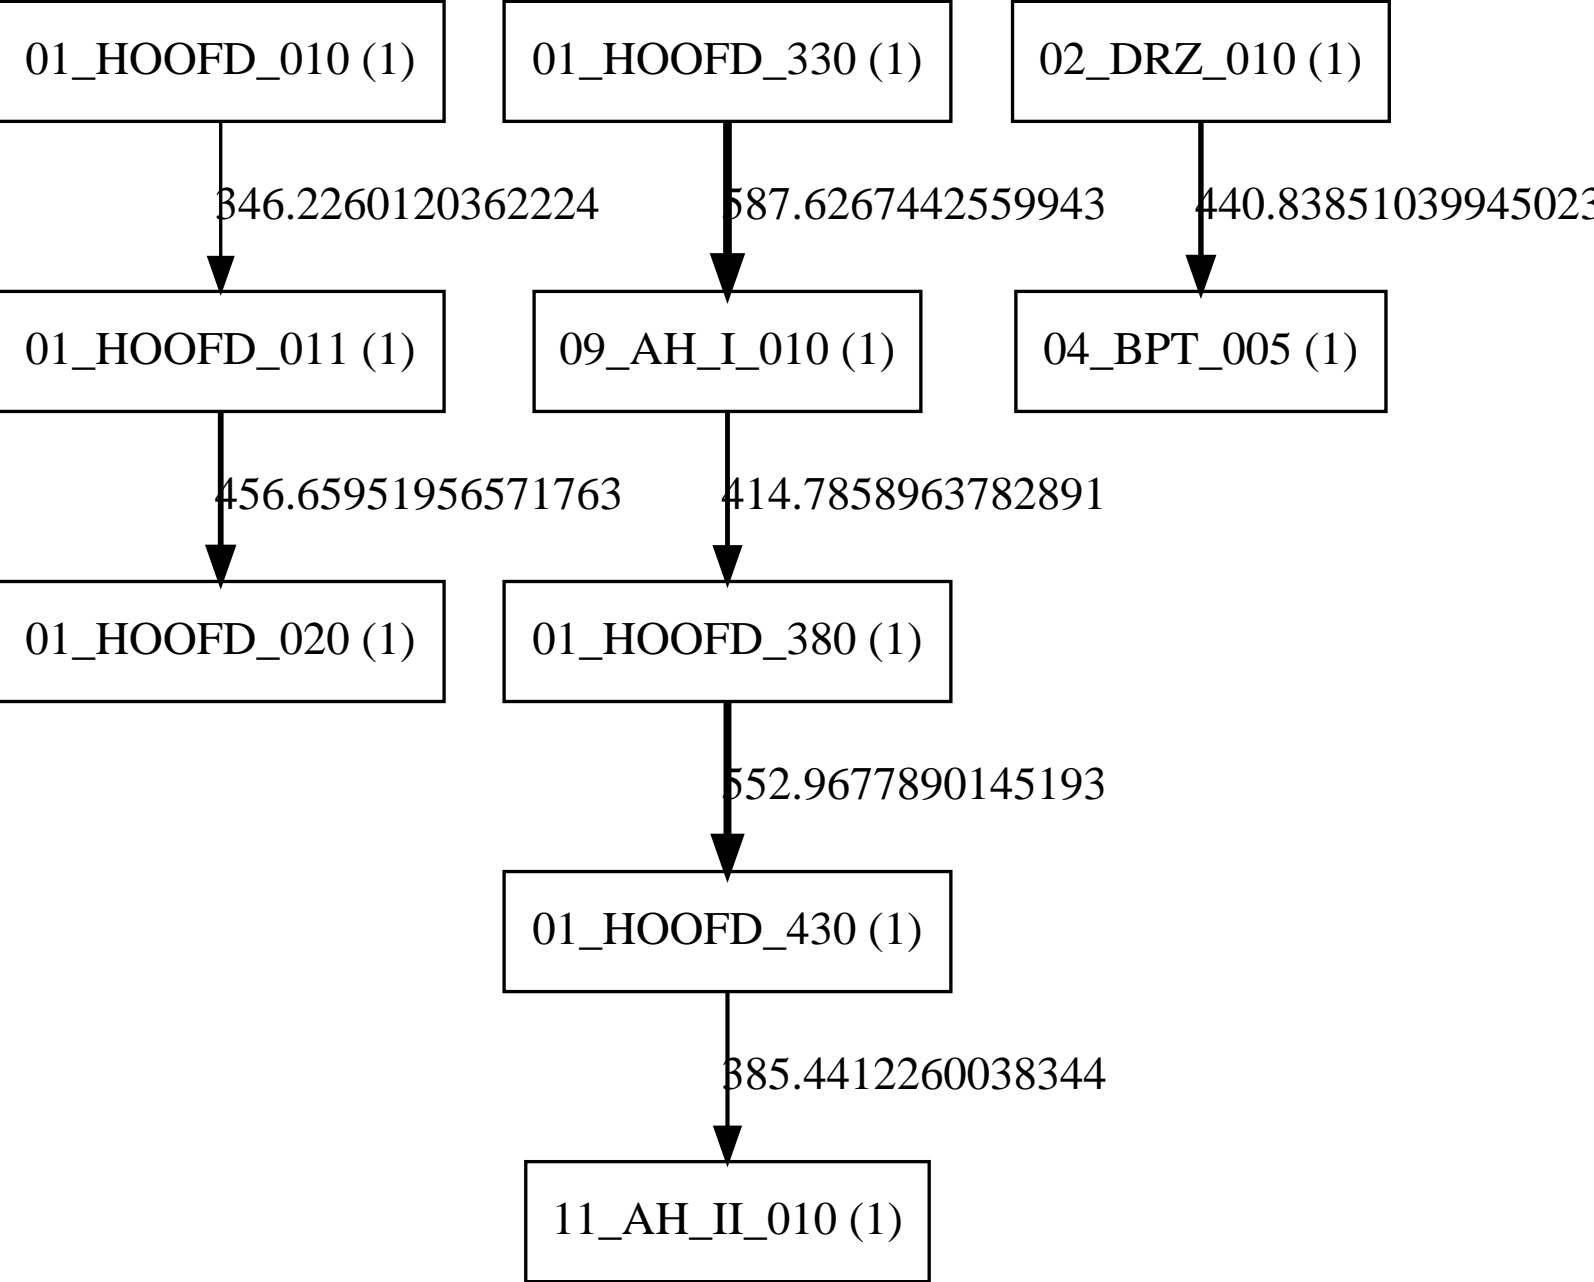 01_HOOFD_010 (1)
01_HOOFD_330 (1)
02_DRZ_010 (1)
346.2260120362224
587.6267442559943
440.83851039945023
01_HOOFD_011 (1)
09_AH_I_010 (1)
04_BPT_005 (1)
456.65951956571763
414.7858963782891
01_HOOFD_020 (1)
01_HOOFD_380 (1)
552.9677890145193
01_HOOFD_430 (1)
385.4412260038344
11_AH_II_010 (1)